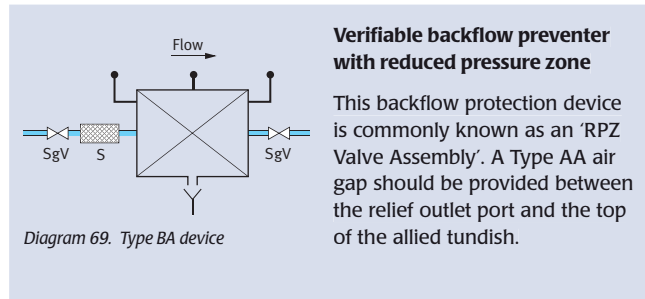 Flow
SgV
S
SgV
Diagram 69. Type BA device
Verifiable backflow preventer
with reduced pressure zone
This backflow protection device
is commonly known as an ‘RPZ
Valve Assembly’. A Type AA air
gap should be provided between
the relief outlet port and the top
of the allied tundish.